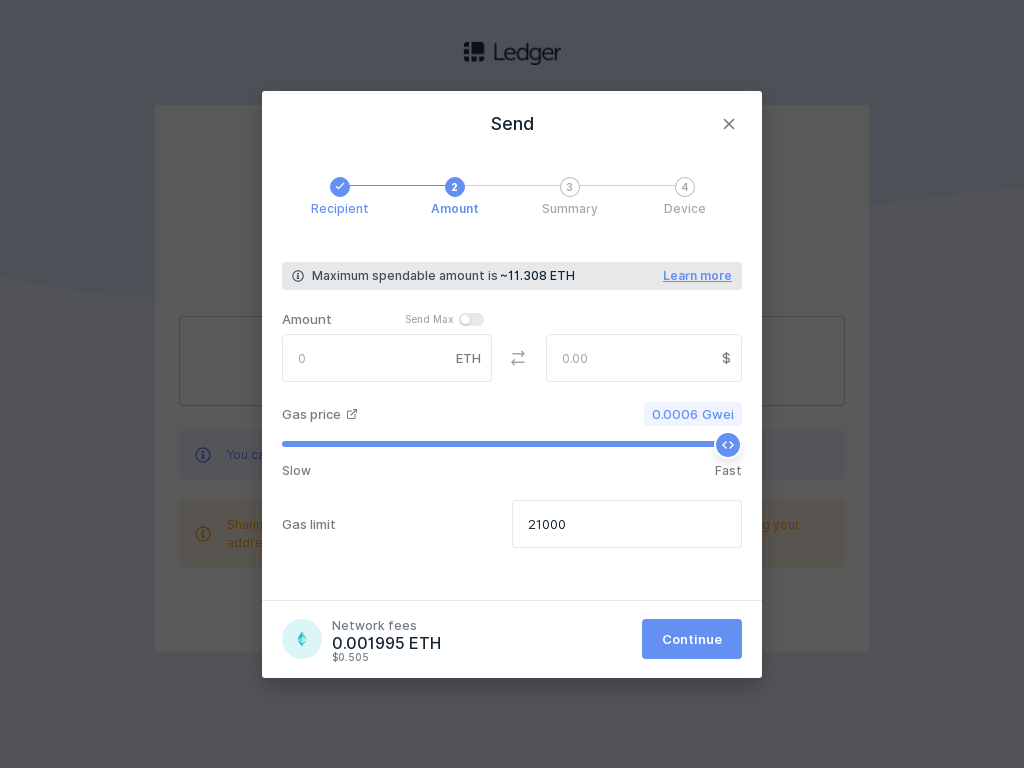 Ledger
Send
2
3
4
Recipient
Amount
Summary
Device
Maximum spendable amount is ~11.308 ETH
Learn more
Amount
Send Max
0
ETH
0.00
$
Gas price
0.0006 Gwei
Slow
Fast
Gas limit
21000
You ca
Sharin
g your
addre
Network fees
0.001995 ETH
$0.505
Continue